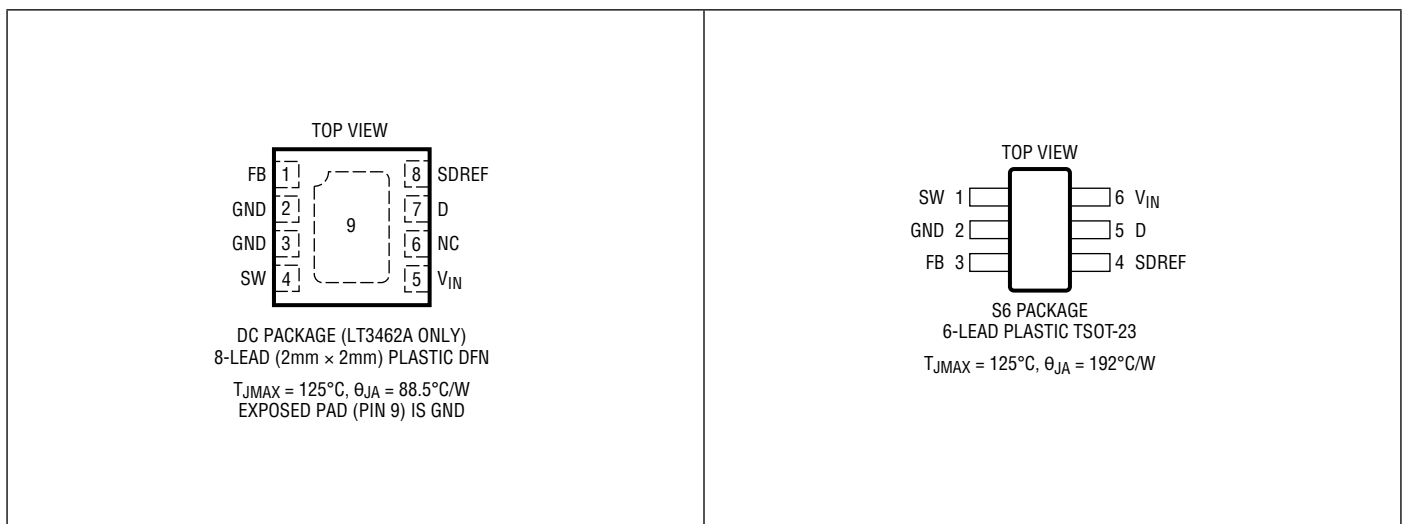 TOP VIEW
FB 1 8 SDREF
GND 2 7 D
9
GND 3 6 NC
SW 4 5 VIN
DC PACKAGE (LT3462A ONLY)
8-LEAD (2mm × 2mm) PLASTIC DFN
TJMAX = 125°C, θJA = 88.5°C/W
EXPOSED PAD (PIN 9) IS GND
TOP VIEW
SW 1 6 VIN
GND 2 5 D
FB 3 4 SDREF
S6 PACKAGE
6-LEAD PLASTIC TSOT-23
TJMAX = 125°C, θJA = 192°C/W